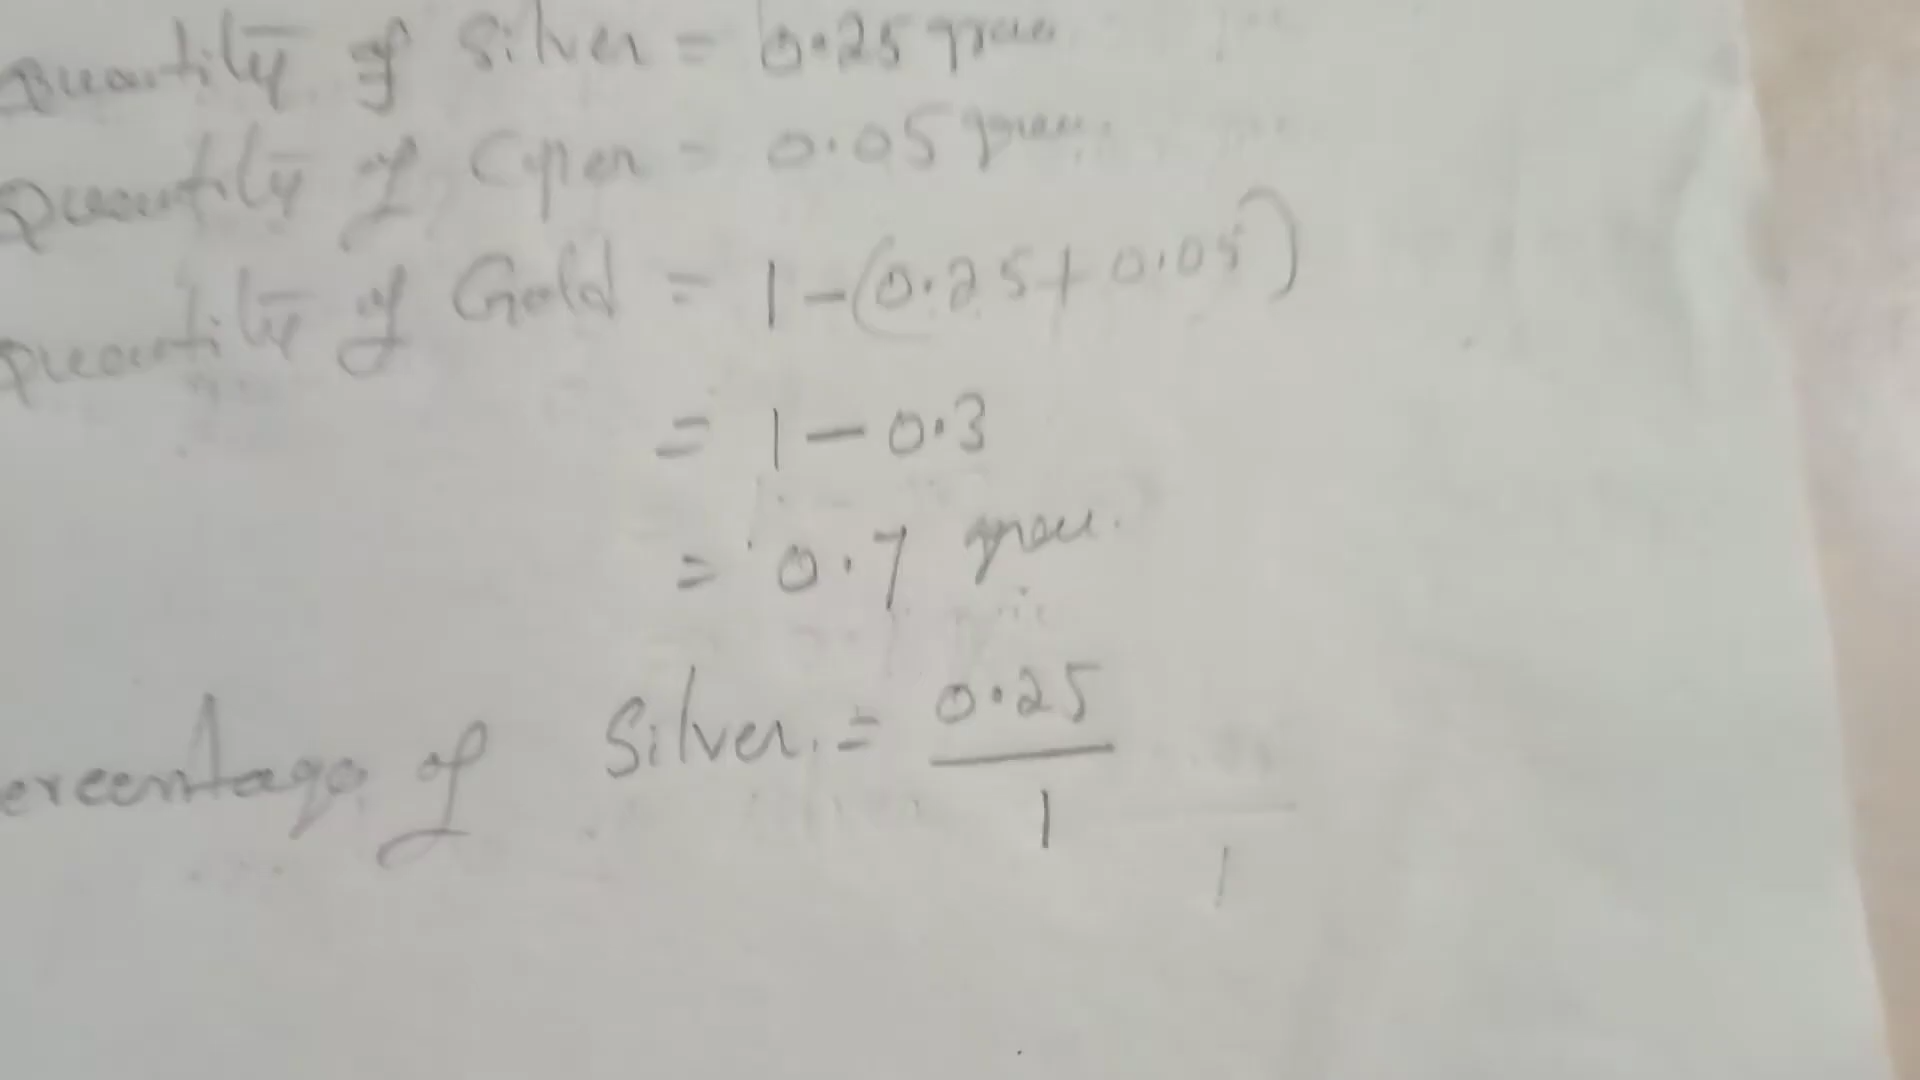 Quantity of Silver = 0.25 gram
Quantity of Copper = 0.05 gram.
Quantity of Gold = 1 - (0.25 + 0.05)
= 1 - 0.3
= 0.7 gram.
ercentage of Silver. = 0.25
1